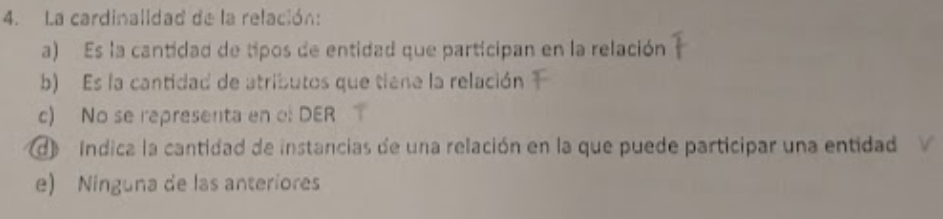 4. La cardinalidad de la relación:
a) Es la cantidad de tipos de entidad que participan en la relación F
b) Es la cantidad de atributos que tiene la relación F
c) No se representa en el DER F
d) Indica la cantidad de instancias de una relación en la que puede participar una entidad V
e) Ninguna de las anteriores